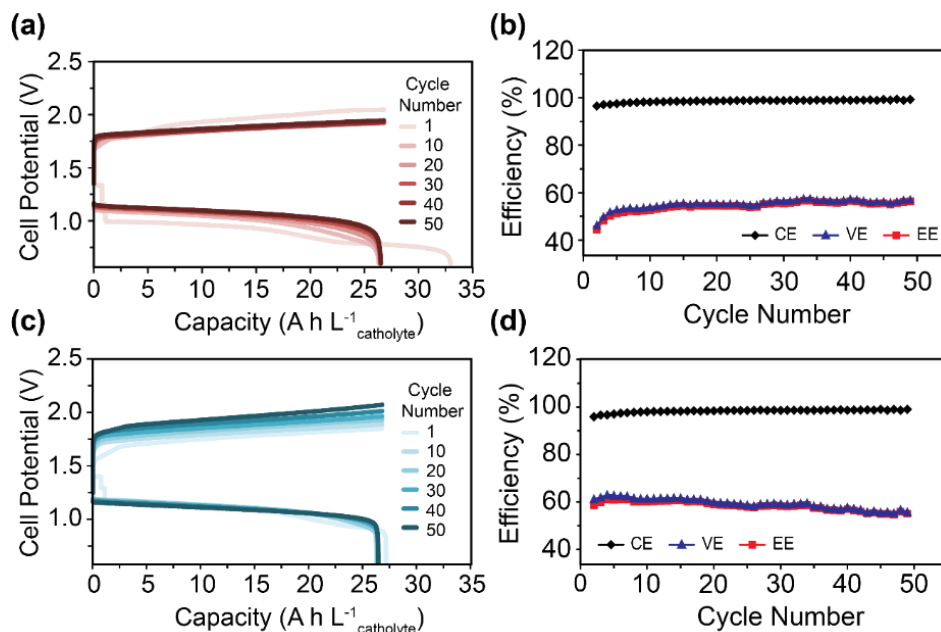 (a)
2.5
2.0
1.5
1.0
0 5 10 15 20 25 30 35
Cell Potential (V)
Capacity (A h L⁻¹catholyte)
Cycle
Number
1
10
20
30
40
50
(b)
120
100
80
60
40
0 10 20 30 40 50
Efficiency (%)
CE VE EE
Cycle Number
(c)
2.5
2.0
1.5
1.0
0 5 10 15 20 25 30 35
Cell Potential (V)
Capacity (A h L⁻¹catholyte)
Cycle
Number
1
10
20
30
40
50
(d)
120
100
80
60
40
0 10 20 30 40 50
Efficiency (%)
CE VE EE
Cycle Number